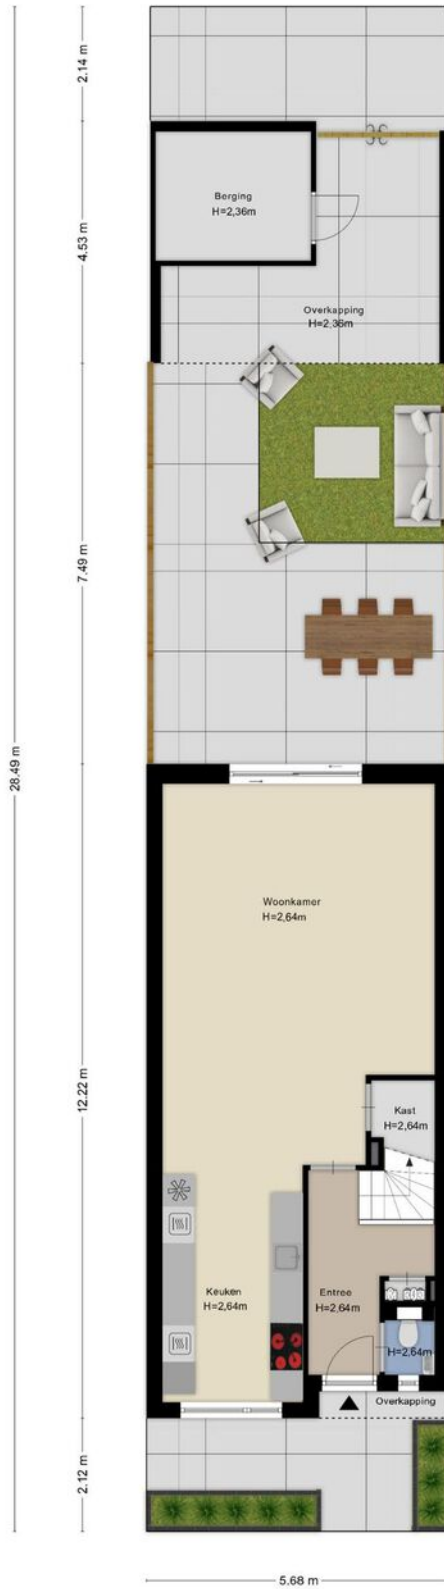 2.14 m
Berging
H=2,36m
4.53 m
Overkapping
H=2,36m
7.49 m
28.49 m
Woonkamer
H=2,64m
12.22 m
Kast
H=2,64m
Keuken
H=2,64m
Entree
H=2,64m
H=2,64m
Overkapping
2.12 m
5.68 m